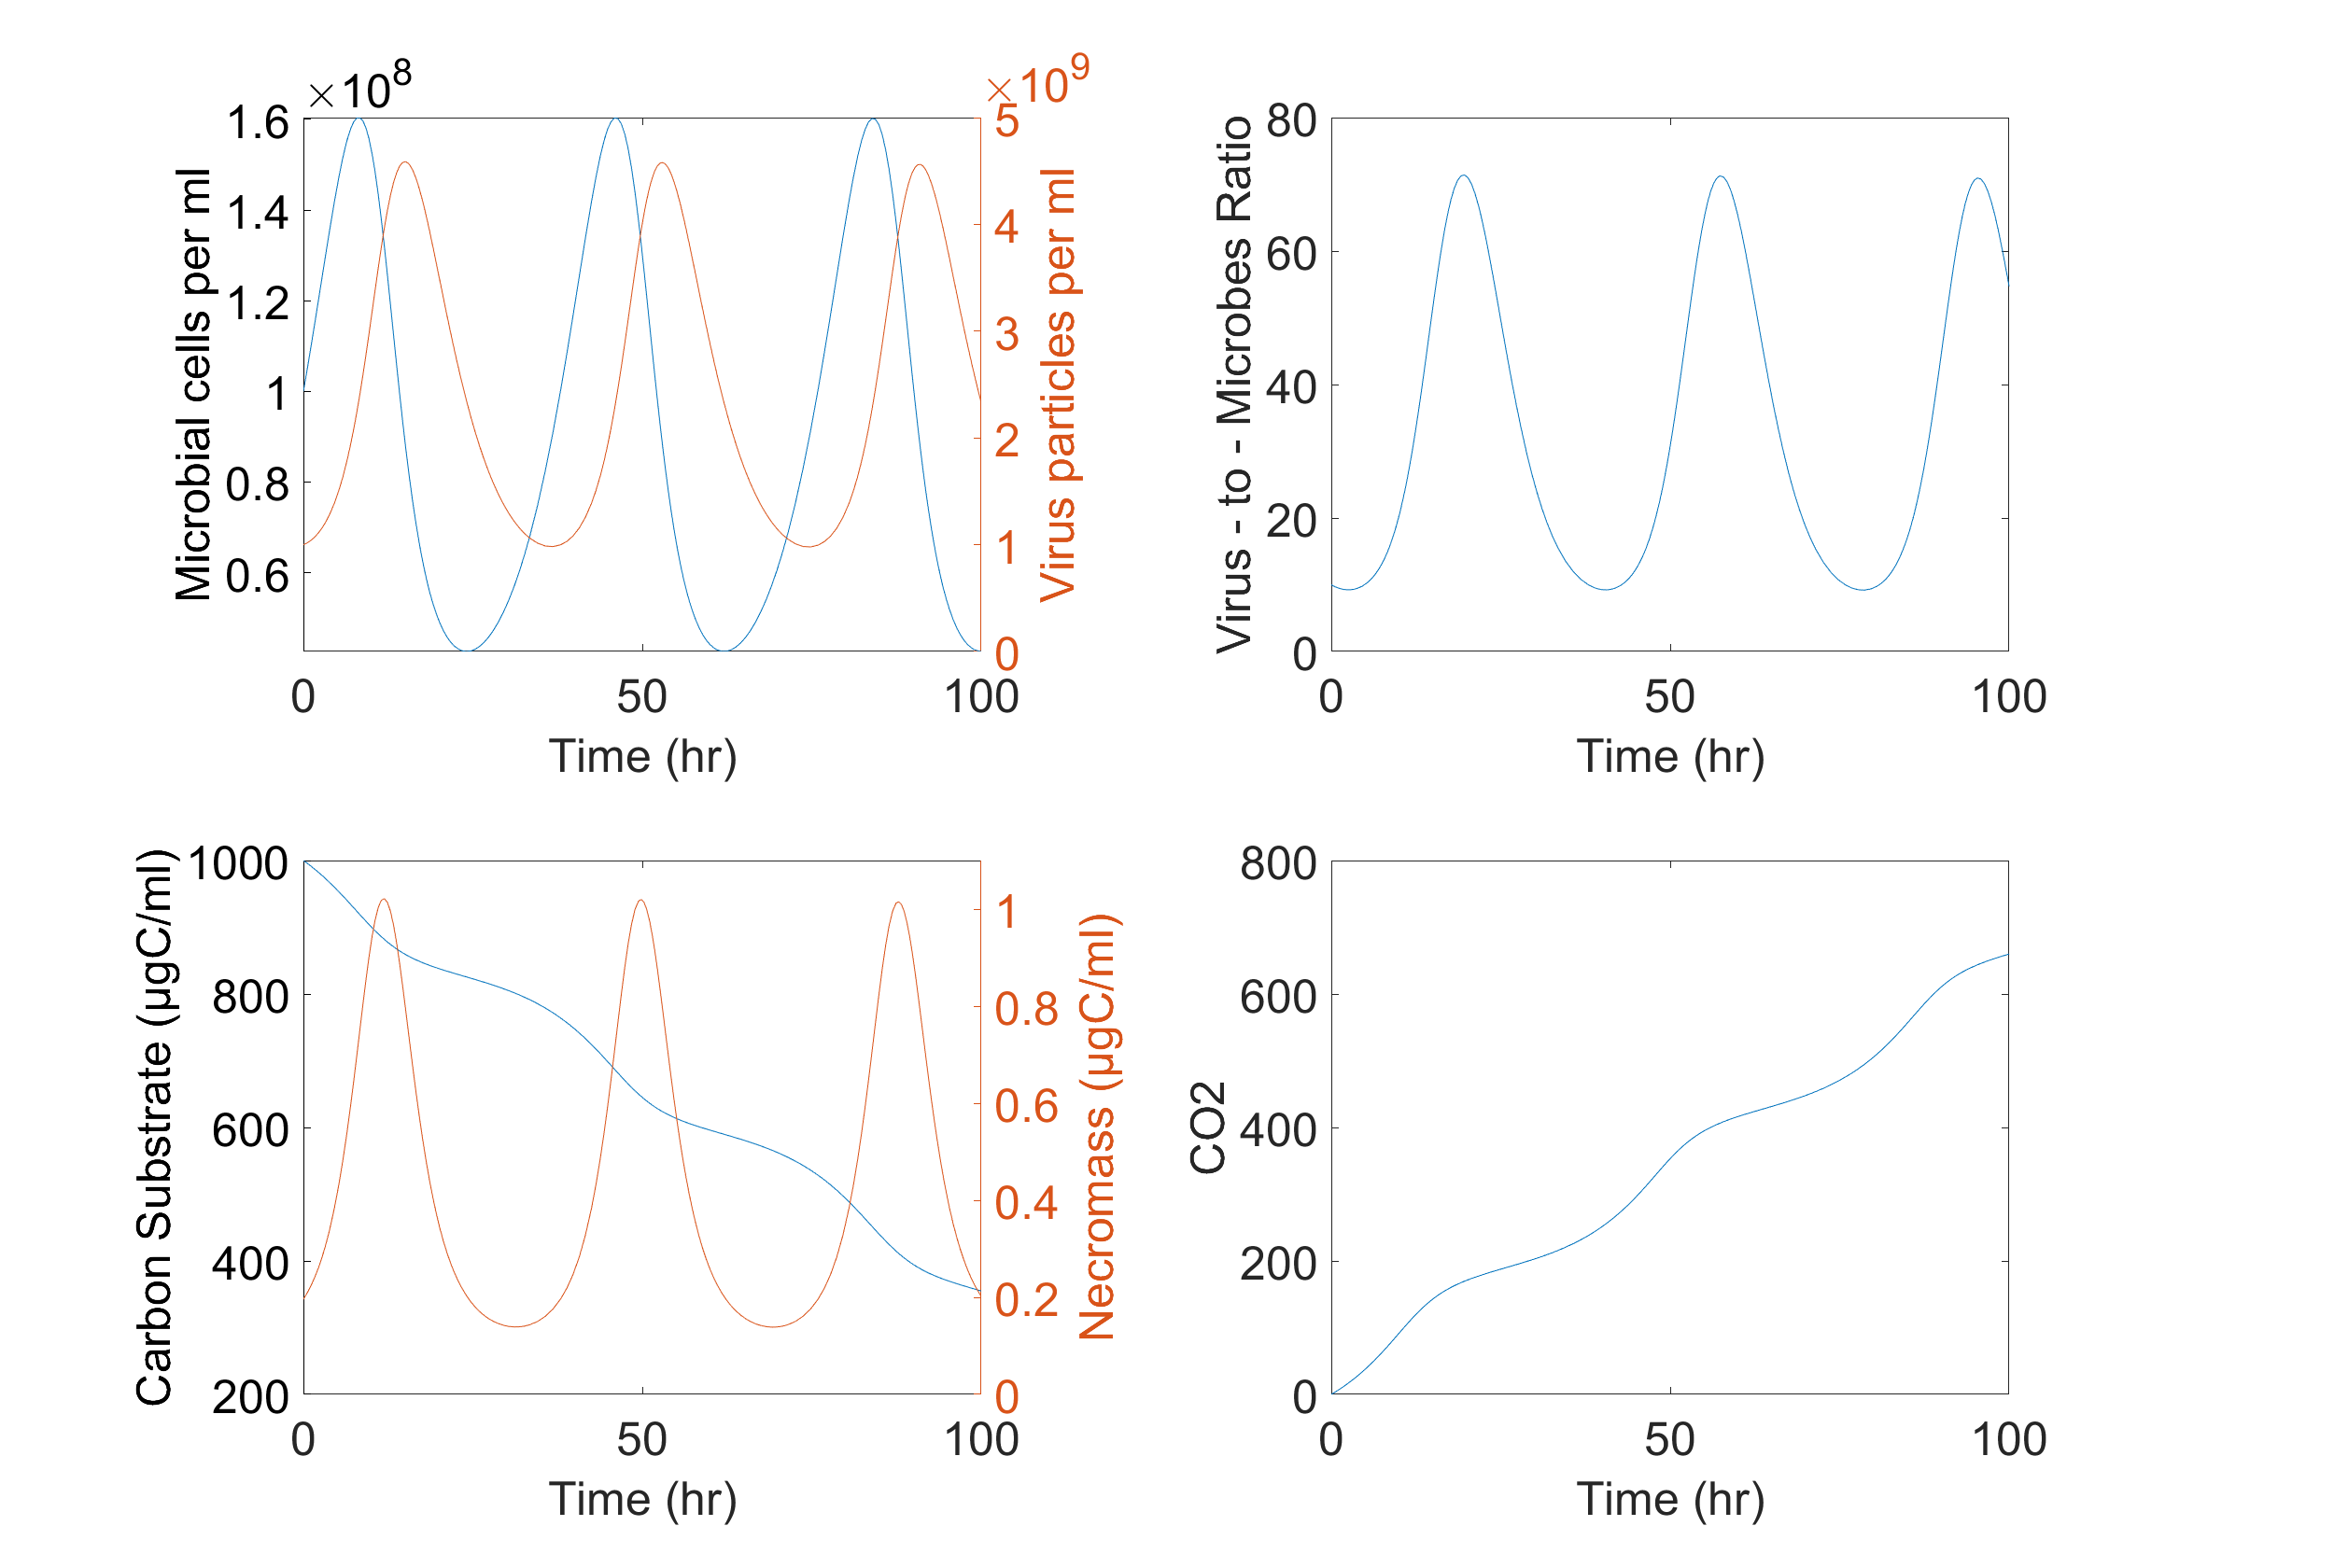 ×10^8
1.6
1.4
1.2
1
0.8
0.6
Microbial cells per ml
×10^9
5
4
3
2
1
0
Virus particles per ml
0 50 100
Time (hr)
80
60
40
20
0
Virus - to - Microbes Ratio
0 50 100
Time (hr)
1000
800
600
400
200
Carbon Substrate (µgC/ml)
1
0.8
0.6
0.4
0.2
0
Necromass (µgC/ml)
0 50 100
Time (hr)
800
600
400
200
0
CO2
0 50 100
Time (hr)